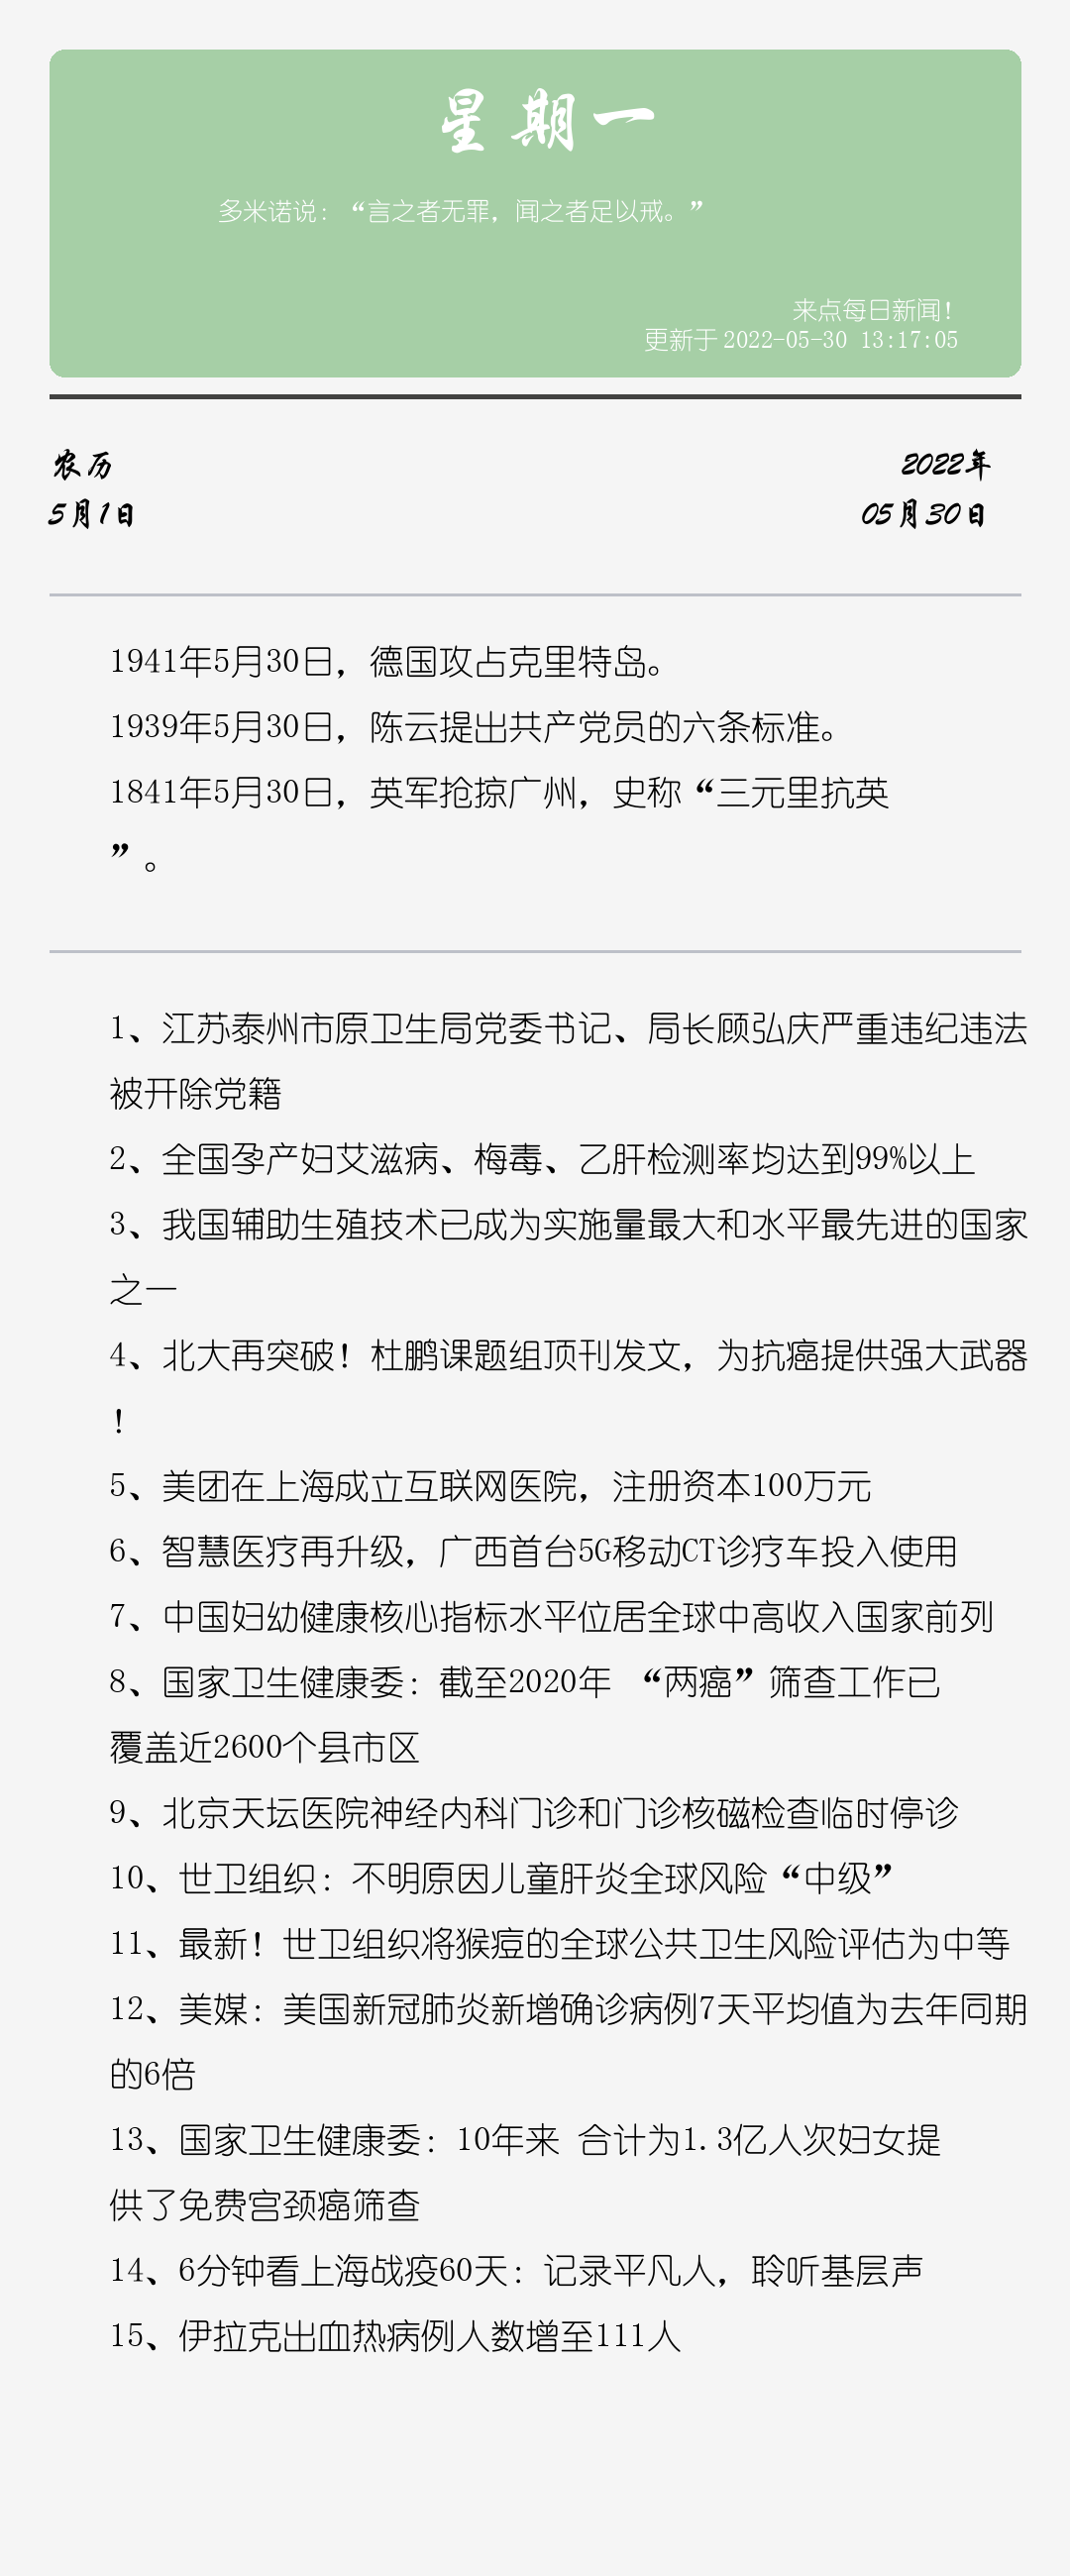 星期一
多米诺说：“言之者无罪，闻之者足以戒。”
来点每日新闻！
更新于 2022-05-30 13:17:05
农历
2022年
5月1日
05月30日
1941年5月30日，德国攻占克里特岛。
1939年5月30日，陈云提出共产党员的六条标准。
1841年5月30日，英军抢掠广州，史称“三元里抗英
”。
1、江苏泰州市原卫生局党委书记、局长顾弘庆严重违纪违法
被开除党籍
2、全国孕产妇艾滋病、梅毒、乙肝检测率均达到99%以上
3、我国辅助生殖技术已成为实施量最大和水平最先进的国家
之一
4、北大再突破！杜鹏课题组顶刊发文，为抗癌提供强大武器
！
5、美团在上海成立互联网医院，注册资本100万元
6、智慧医疗再升级，广西首台5G移动CT诊疗车投入使用
7、中国妇幼健康核心指标水平位居全球中高收入国家前列
8、国家卫生健康委：截至2020年 “两癌”筛查工作已
覆盖近2600个县市区
9、北京天坛医院神经内科门诊和门诊核磁检查临时停诊
10、世卫组织：不明原因儿童肝炎全球风险“中级”
11、最新！世卫组织将猴痘的全球公共卫生风险评估为中等
12、美媒：美国新冠肺炎新增确诊病例7天平均值为去年同期
的6倍
13、国家卫生健康委：10年来 合计为1.3亿人次妇女提
供了免费宫颈癌筛查
14、6分钟看上海战疫60天：记录平凡人，聆听基层声
15、伊拉克出血热病例人数增至111人